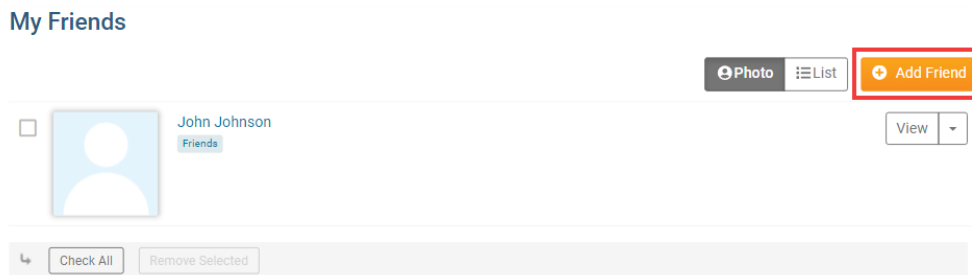 My Friends
Photo List Add Friend
John Johnson View
Friends
Check All Remove Selected